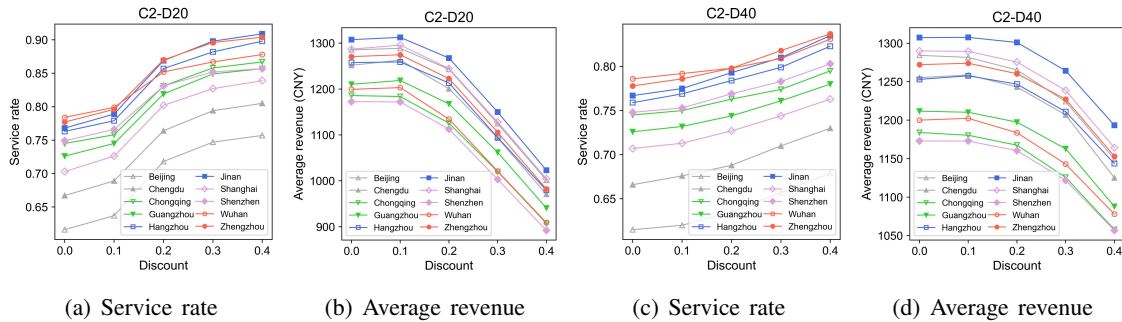 C2-D20
Service rate
0.90
0.85
0.80
0.75
0.70
0.65
Beijing
Chengdu
Chongqing
Guangzhou
Hangzhou
Jinan
Shanghai
Shenzhen
Wuhan
Zhengzhou
0.0 0.1 0.2 0.3 0.4
Discount
(a) Service rate
C2-D20
Average revenue (CNY)
1300
1200
1100
1000
900
Beijing
Chengdu
Chongqing
Guangzhou
Hangzhou
Jinan
Shanghai
Shenzhen
Wuhan
Zhengzhou
0.0 0.1 0.2 0.3 0.4
Discount
(b) Average revenue
C2-D40
Service rate
0.80
0.75
0.70
0.65
Beijing
Chengdu
Chongqing
Guangzhou
Hangzhou
Jinan
Shanghai
Shenzhen
Wuhan
Zhengzhou
0.0 0.1 0.2 0.3 0.4
Discount
(c) Service rate
C2-D40
Average revenue (CNY)
1300
1250
1200
1150
1100
1050
Beijing
Chengdu
Chongqing
Guangzhou
Hangzhou
Jinan
Shanghai
Shenzhen
Wuhan
Zhengzhou
0.0 0.1 0.2 0.3 0.4
Discount
(d) Average revenue